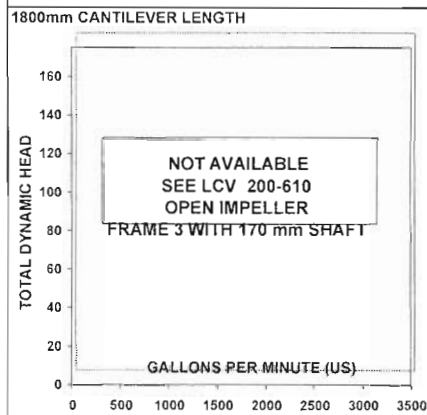 1800mm CANTILEVER LENGTH
160
140
120
100
80
60
40
20
0
TOTAL DYNAMIC HEAD
NOT AVAILABLE
SEE LCV 200-610
OPEN IMPELLER
FRAME 3 WITH 170 mm SHAFT
GALLONS PER MINUTE (US)
0 500 1000 1500 2000 2500 3000 3500